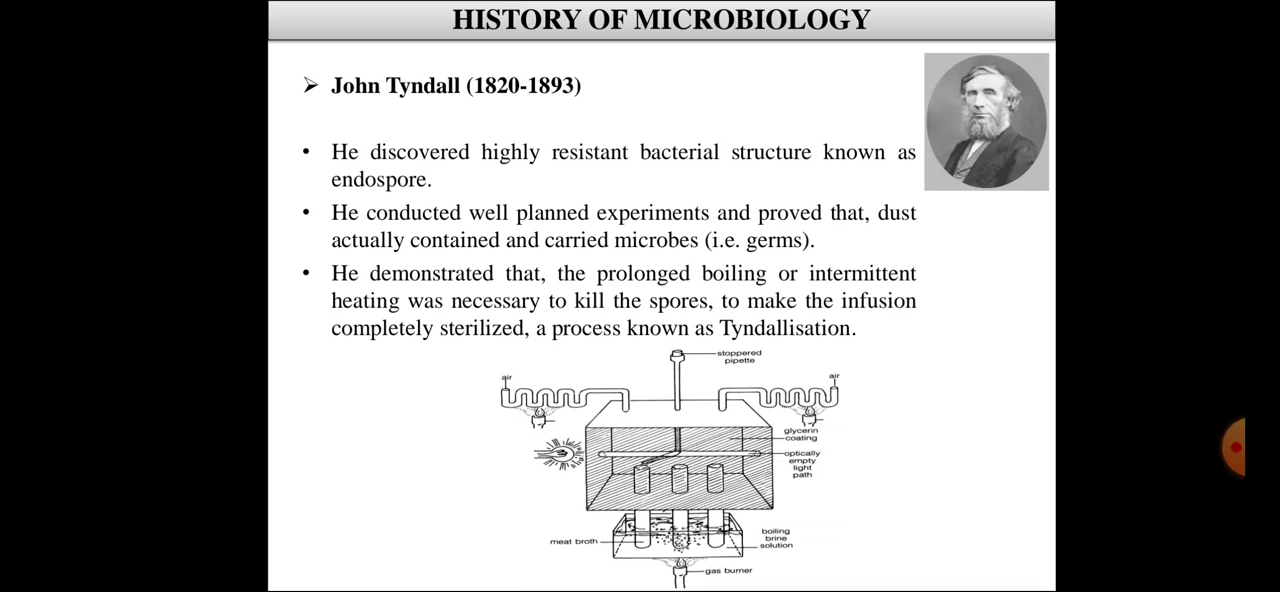 HISTORY OF MICROBIOLOGY
➢ John Tyndall (1820-1893)
• He discovered highly resistant bacterial structure known as
endospore.
• He conducted well planned experiments and proved that, dust
actually contained and carried microbes (i.e. germs).
• He demonstrated that, the prolonged boiling or intermittent
heating was necessary to kill the spores, to make the infusion
completely sterilized, a process known as Tyndallisation.
stoppered
pipette
air
air
glycerin
coating
optically
empty
light
path
meat broth
boiling
brine
solution
gas burner